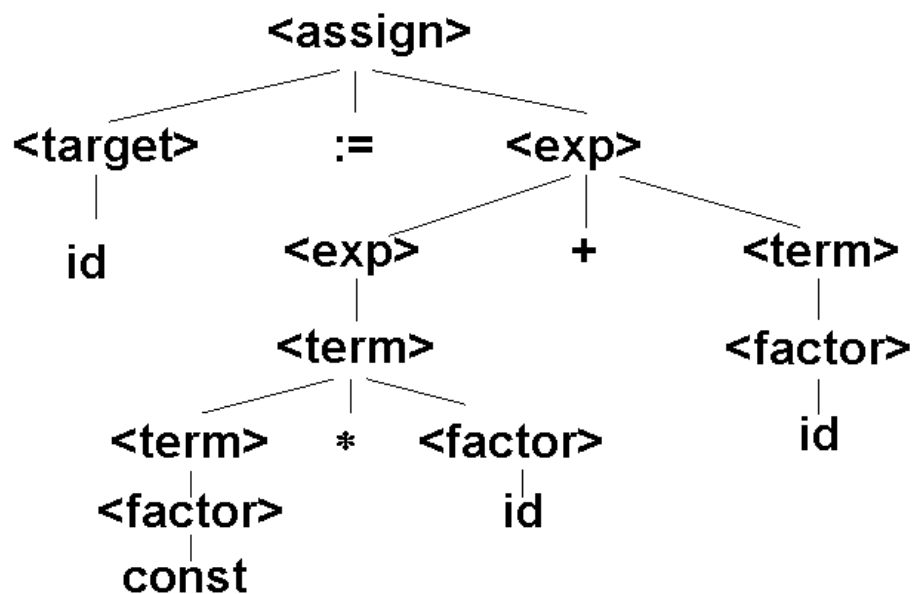 <assign>
<target> := <exp>
id <exp> + <term>
<term> <factor>
<term> * <factor> id
<factor> id
const